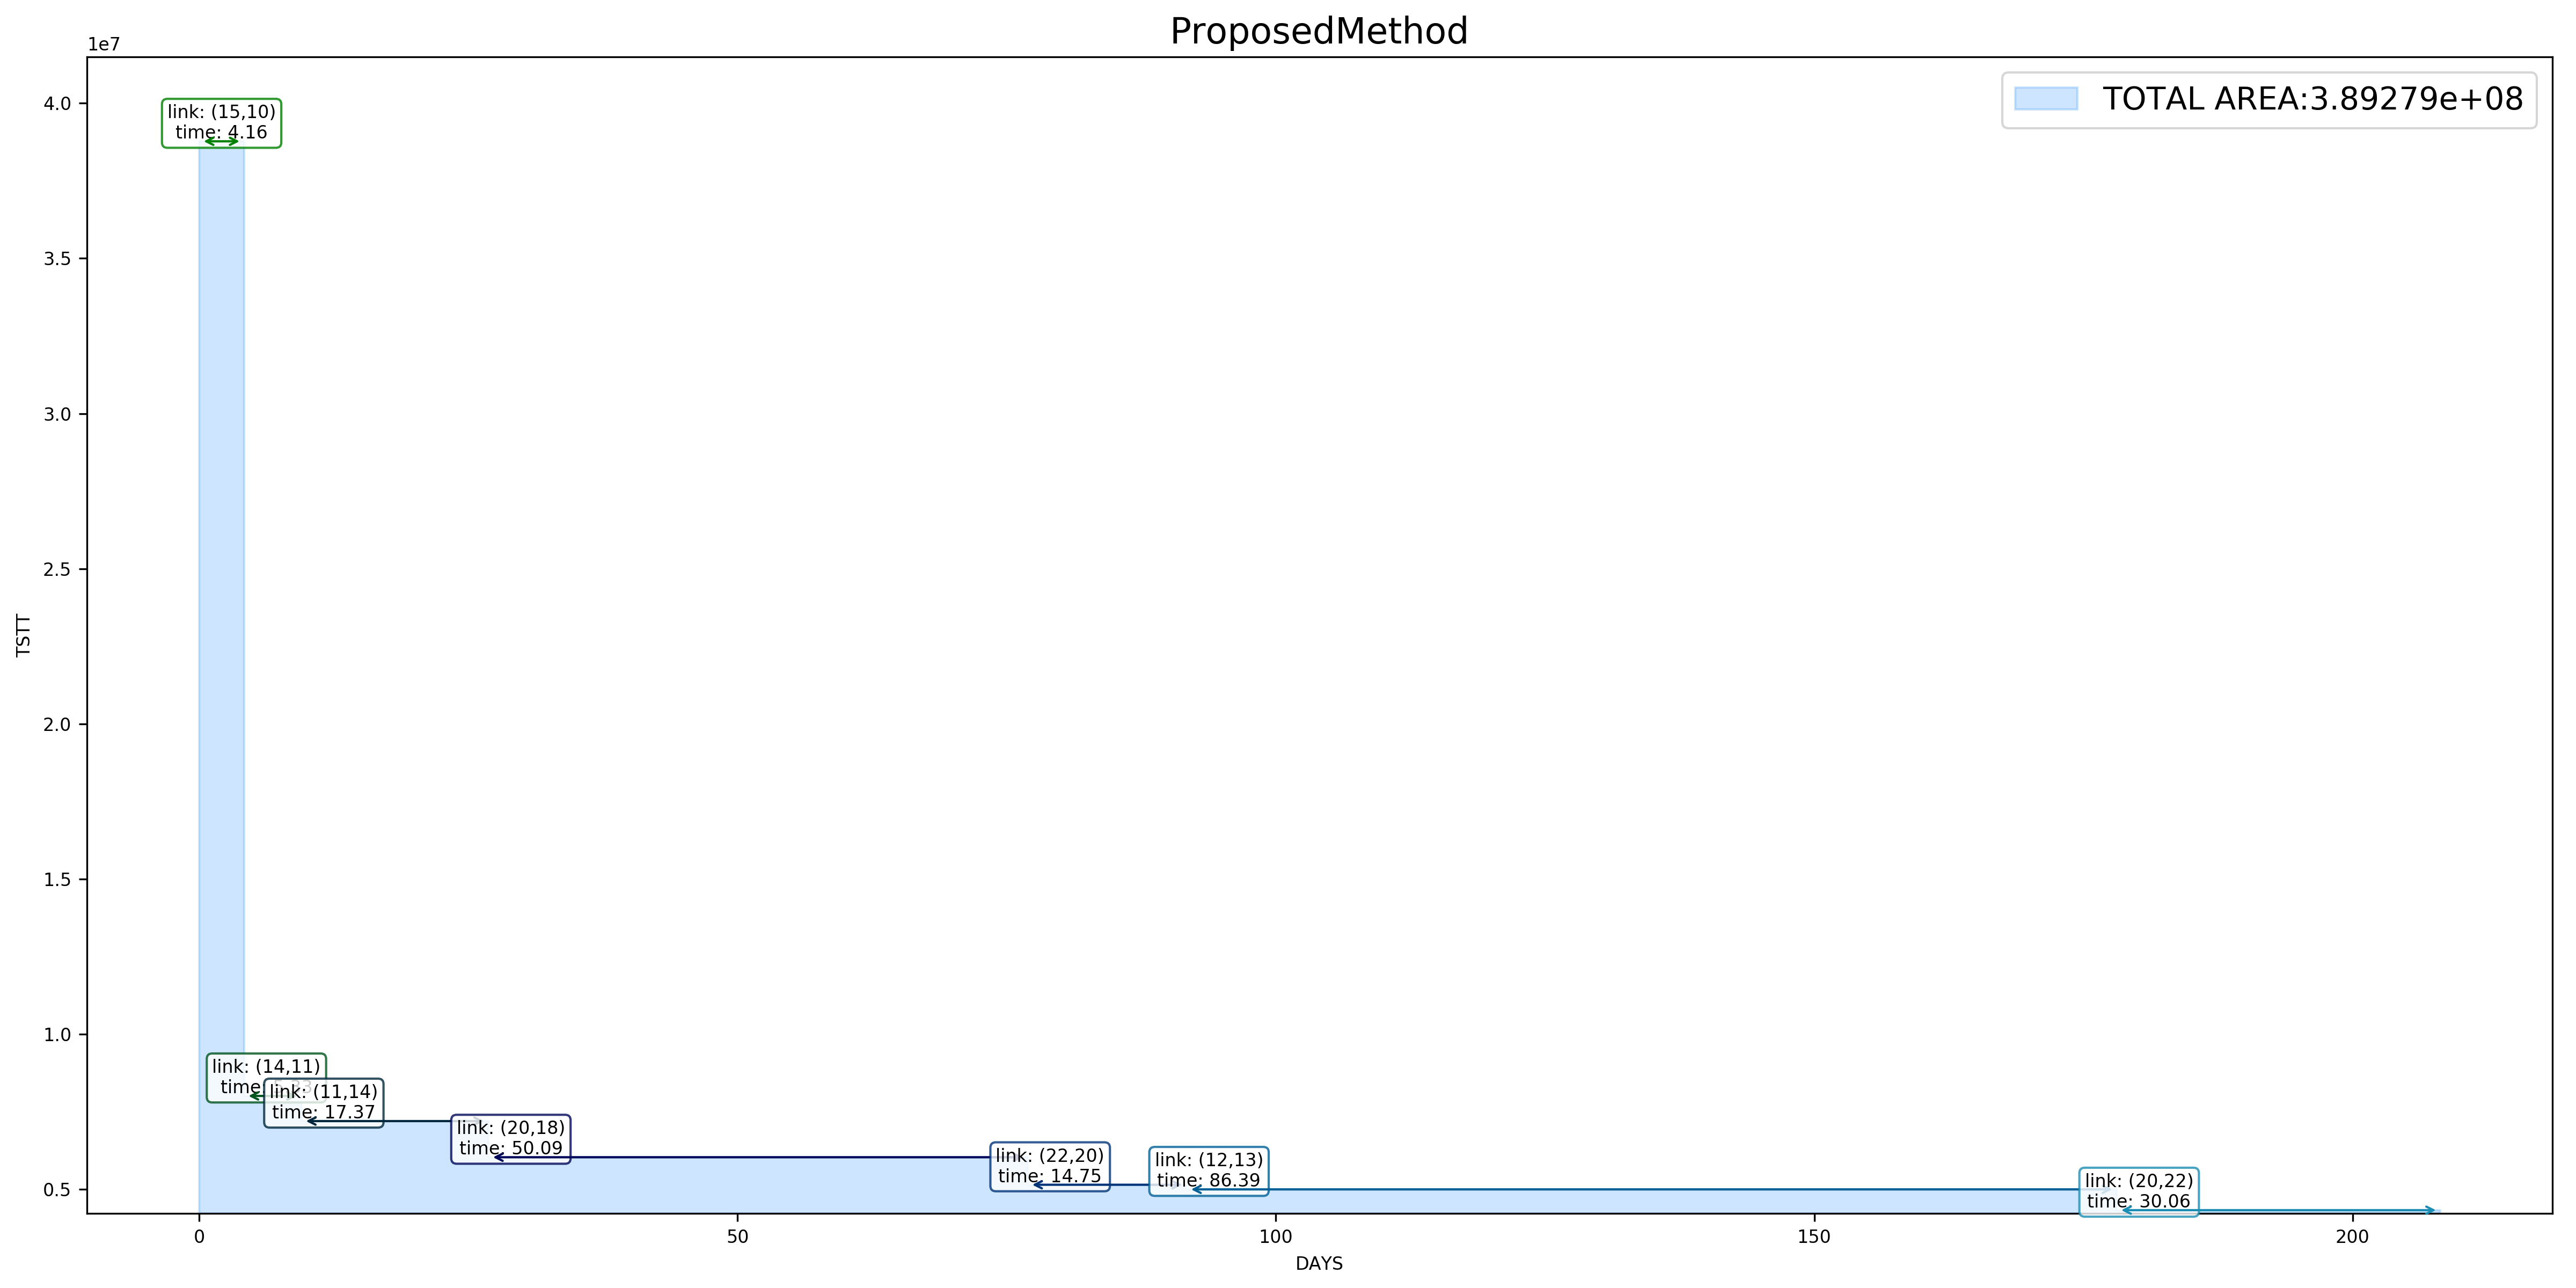 ProposedMethod
1e7
TOTAL AREA:3.89279e+08
4.0
3.5
3.0
2.5
2.0
1.5
1.0
0.5
TSTT
link: (15,10)
time: 4.16
link: (14,11)
time:
link: (11,14)
time: 17.37
link: (20,18)
time: 50.09
link: (22,20)
time: 14.75
link: (12,13)
time: 86.39
link: (20,22)
time: 30.06
0
50
100
150
200
DAYS